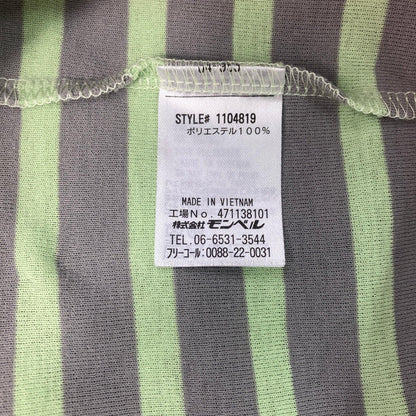 STYLE# 1104819
ポリエステル100%
MADE IN VIETNAM
工場No. 471138101
株式会社 モンベル
TEL. 06-6531-3544
フリーコール:0088-22-0031